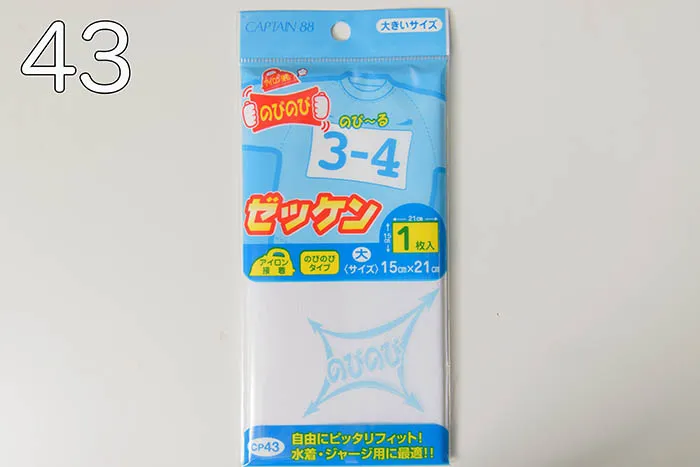 43
CAPTAIN 88
大きいサイズ
のびのび
のび〜る
3-4
ゼッケン
21cm
15cm
1枚入
アイロン
接着
のびのび
タイプ
大
〈サイズ〉15cm×21cm
のびのび
CP43
自由にピッタリフィット!
水着・ジャージ用に最適!!